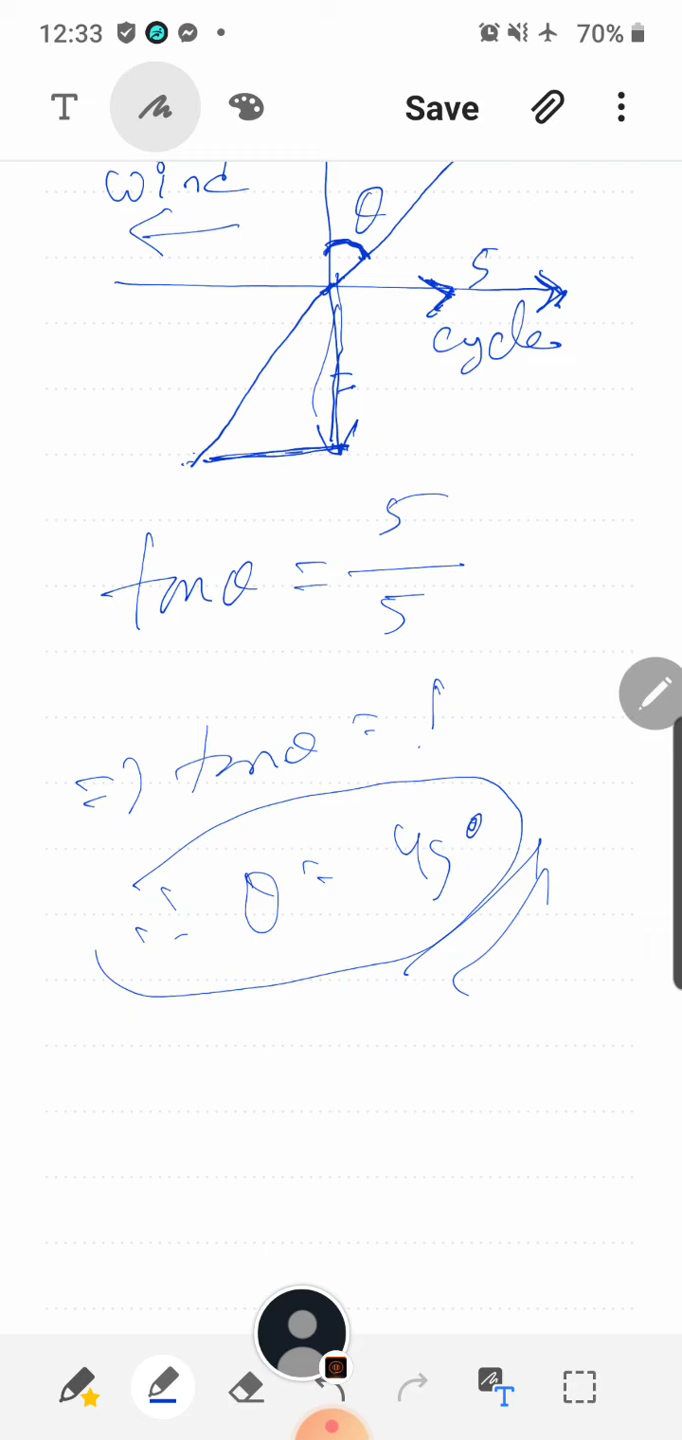 12:33 70%
T Save
wind
θ
5
cycle
F
tanθ = 5/5
⇒ tanθ = 1
∴ θ = 45°
T